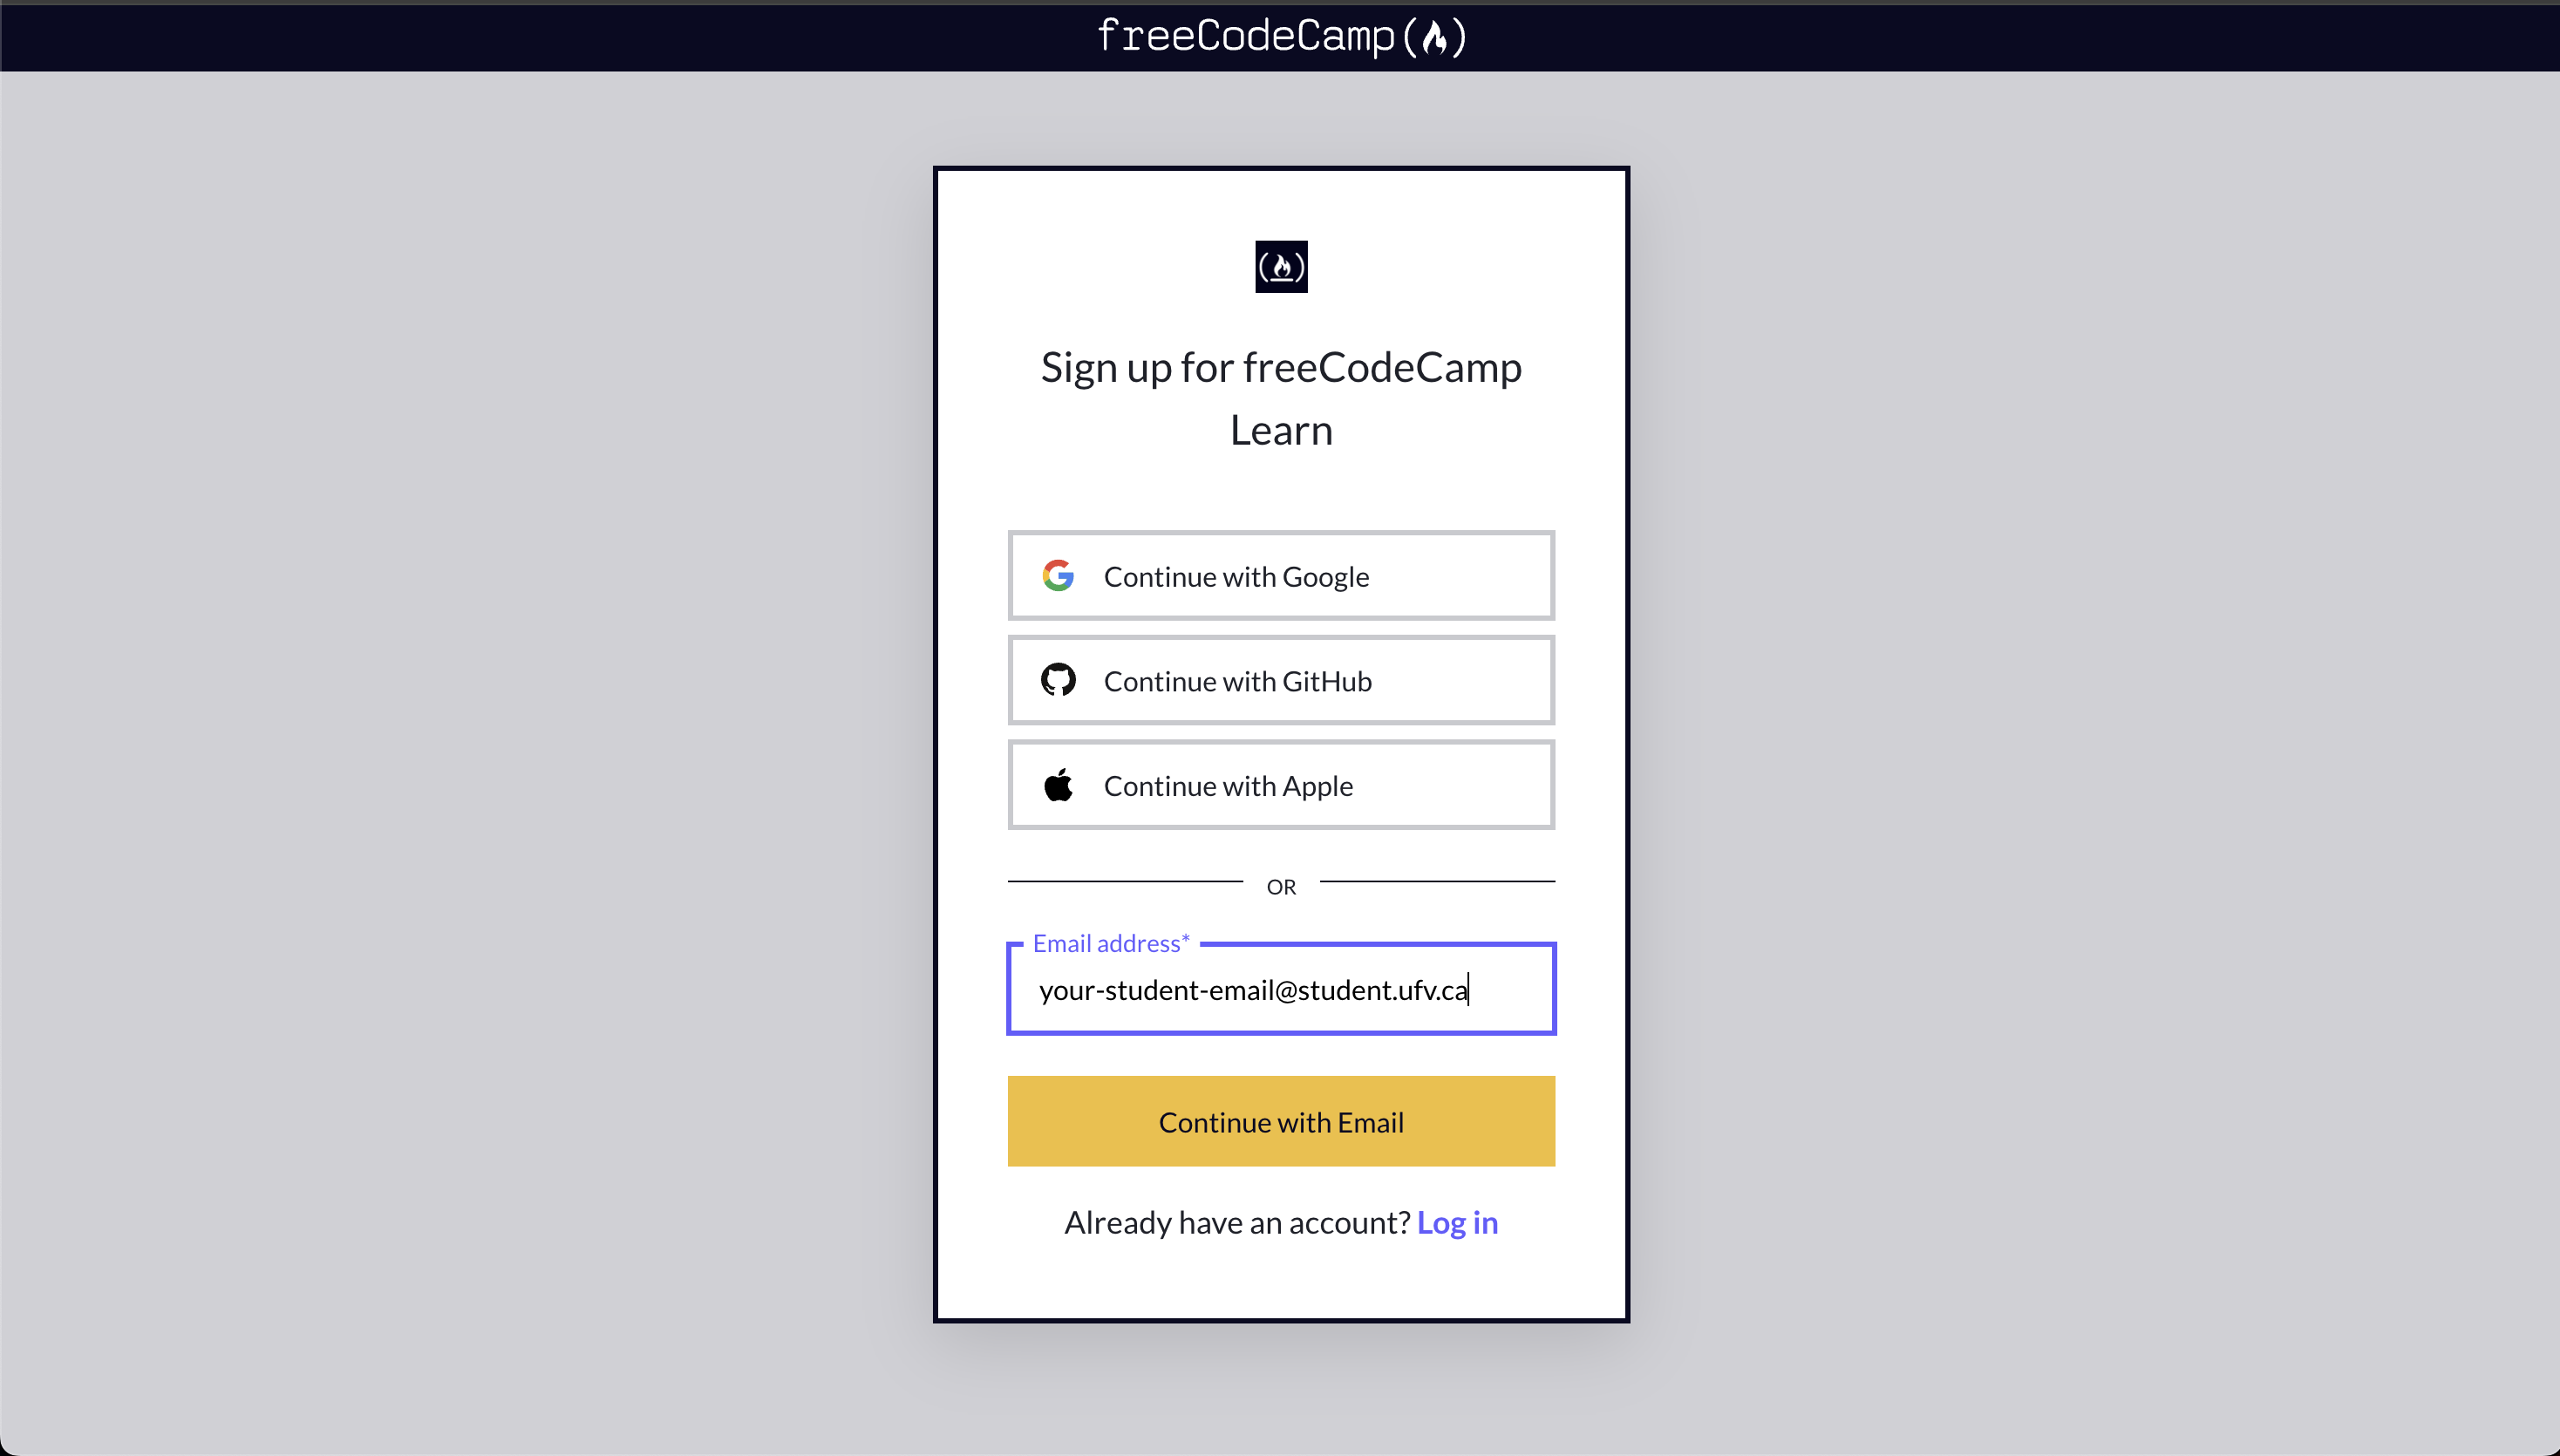 freeCodeCamp
Sign up for freeCodeCamp
Learn
Continue with Google
Continue with GitHub
Continue with Apple
OR
Email address*
your-student-email@student.ufv.ca
Continue with Email
Already have an account? Log in